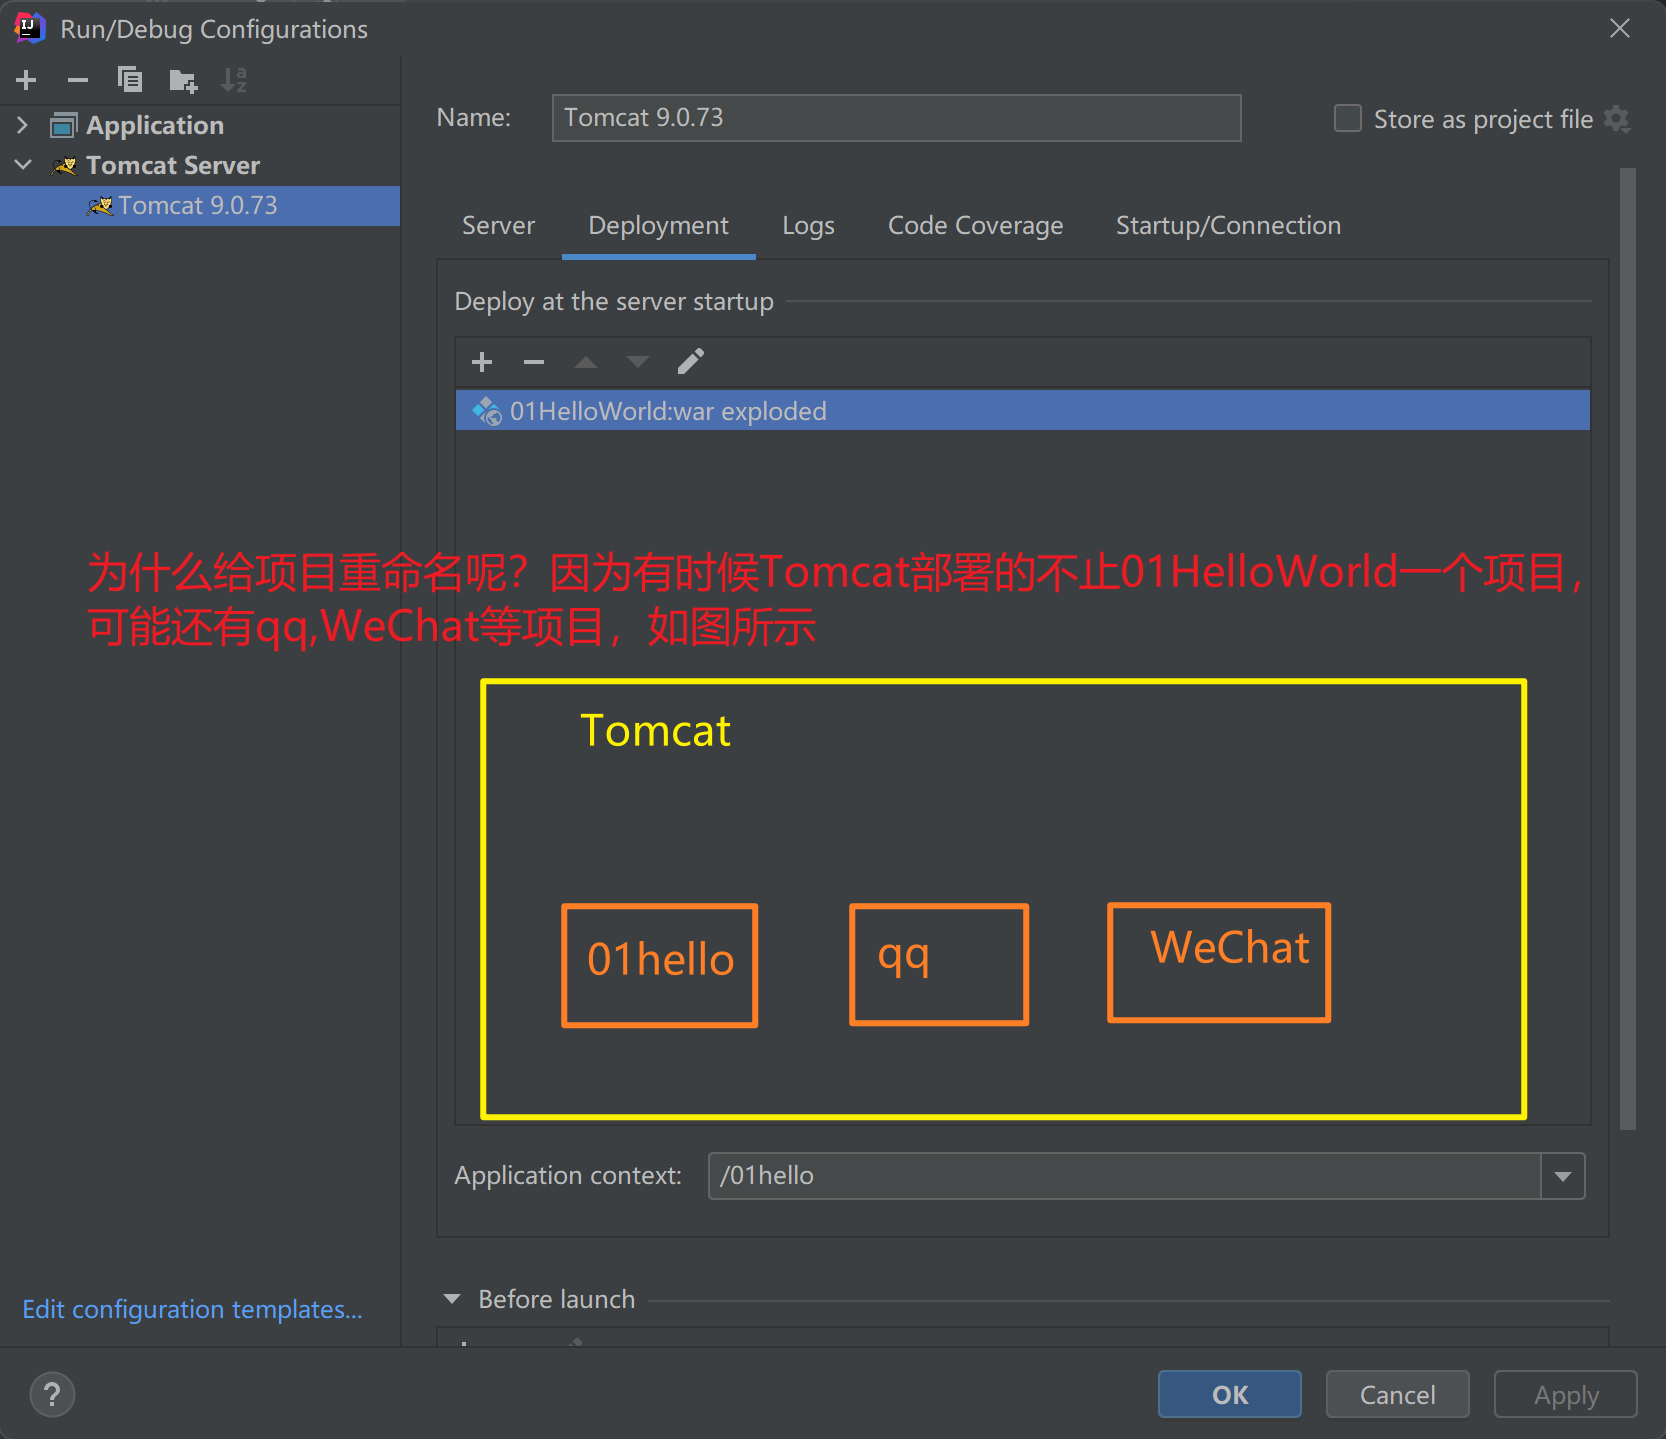 Run/Debug Configurations
Application
Tomcat Server
Tomcat 9.0.73
Name:
Tomcat 9.0.73
Store as project file
Server
Deployment
Logs
Code Coverage
Startup/Connection
Deploy at the server startup
01HelloWorld:war exploded
为什么给项目重命名呢？因为有时候Tomcat部署的不止01HelloWorld一个项目，
可能还有qq,WeChat等项目，如图所示
Tomcat
01hello
qq
WeChat
Application context:
/01hello
Before launch
Edit configuration templates...
?
OK
Cancel
Apply